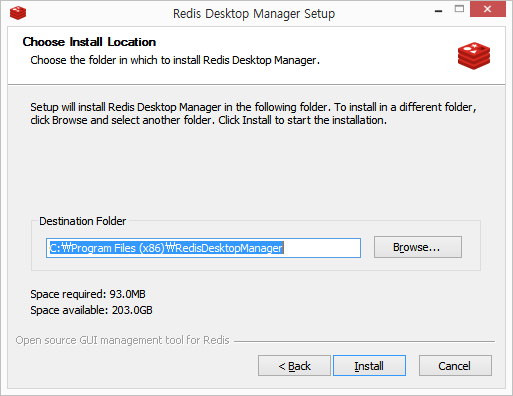 Redis Desktop Manager Setup
Choose Install Location
Choose the folder in which to install Redis Desktop Manager.
Setup will install Redis Desktop Manager in the following folder. To install in a different folder,
click Browse and select another folder. Click Install to start the installation.
Destination Folder
C:₩Program Files (x86)₩RedisDesktopManager
Browse...
Space required: 93.0MB
Space available: 203.0GB
Open source GUI management tool for Redis
< Back
Install
Cancel